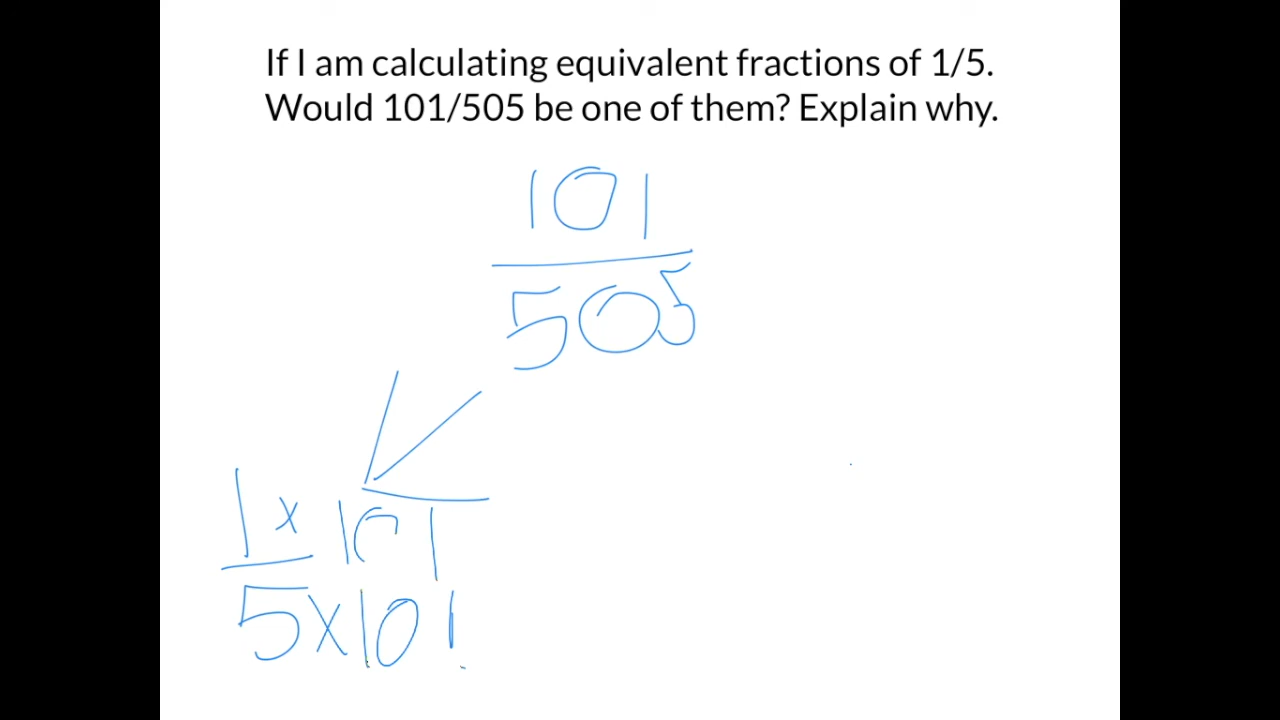 If I am calculating equivalent fractions of 1/5.
Would 101/505 be one of them? Explain why.
101
505
1 x 101
5 x 101